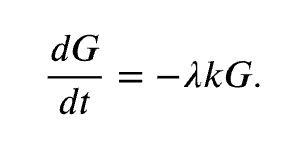 dG/dt = −λkG.